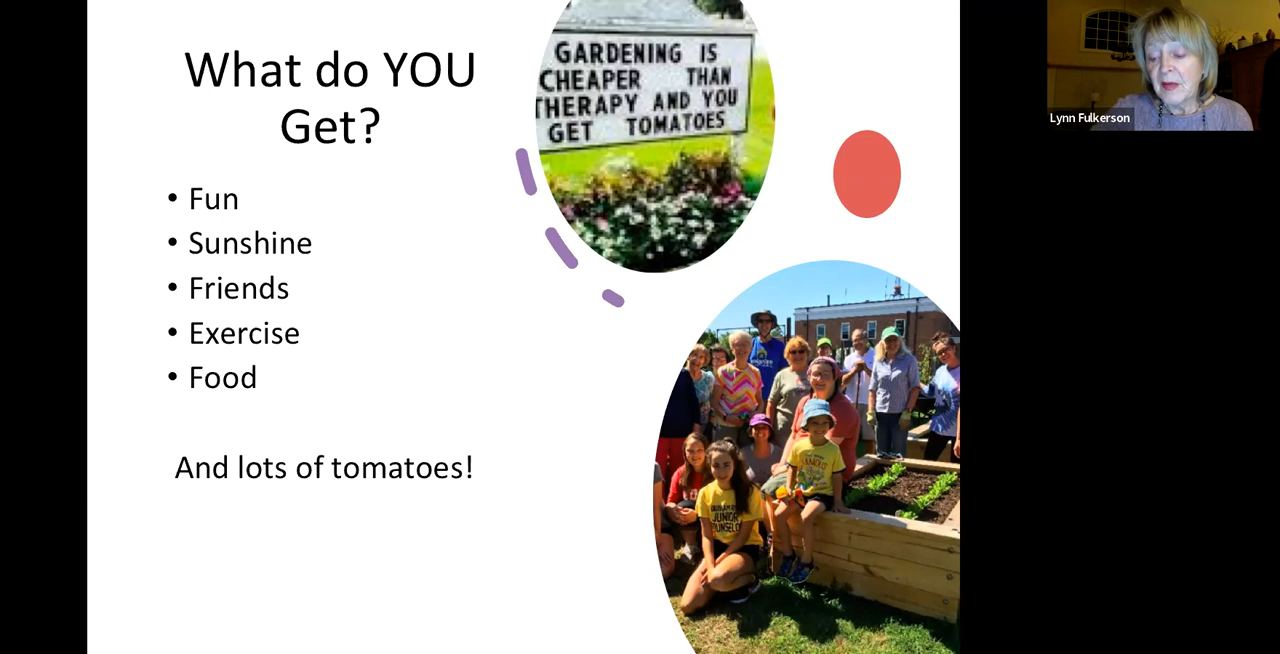 What do YOU
Get?
• Fun
• Sunshine
• Friends
• Exercise
• Food
And lots of tomatoes!
GARDENING IS
CHEAPER THAN
THERAPY AND YOU
GET TOMATOES
JUNIOR
Lynn Fulkerson